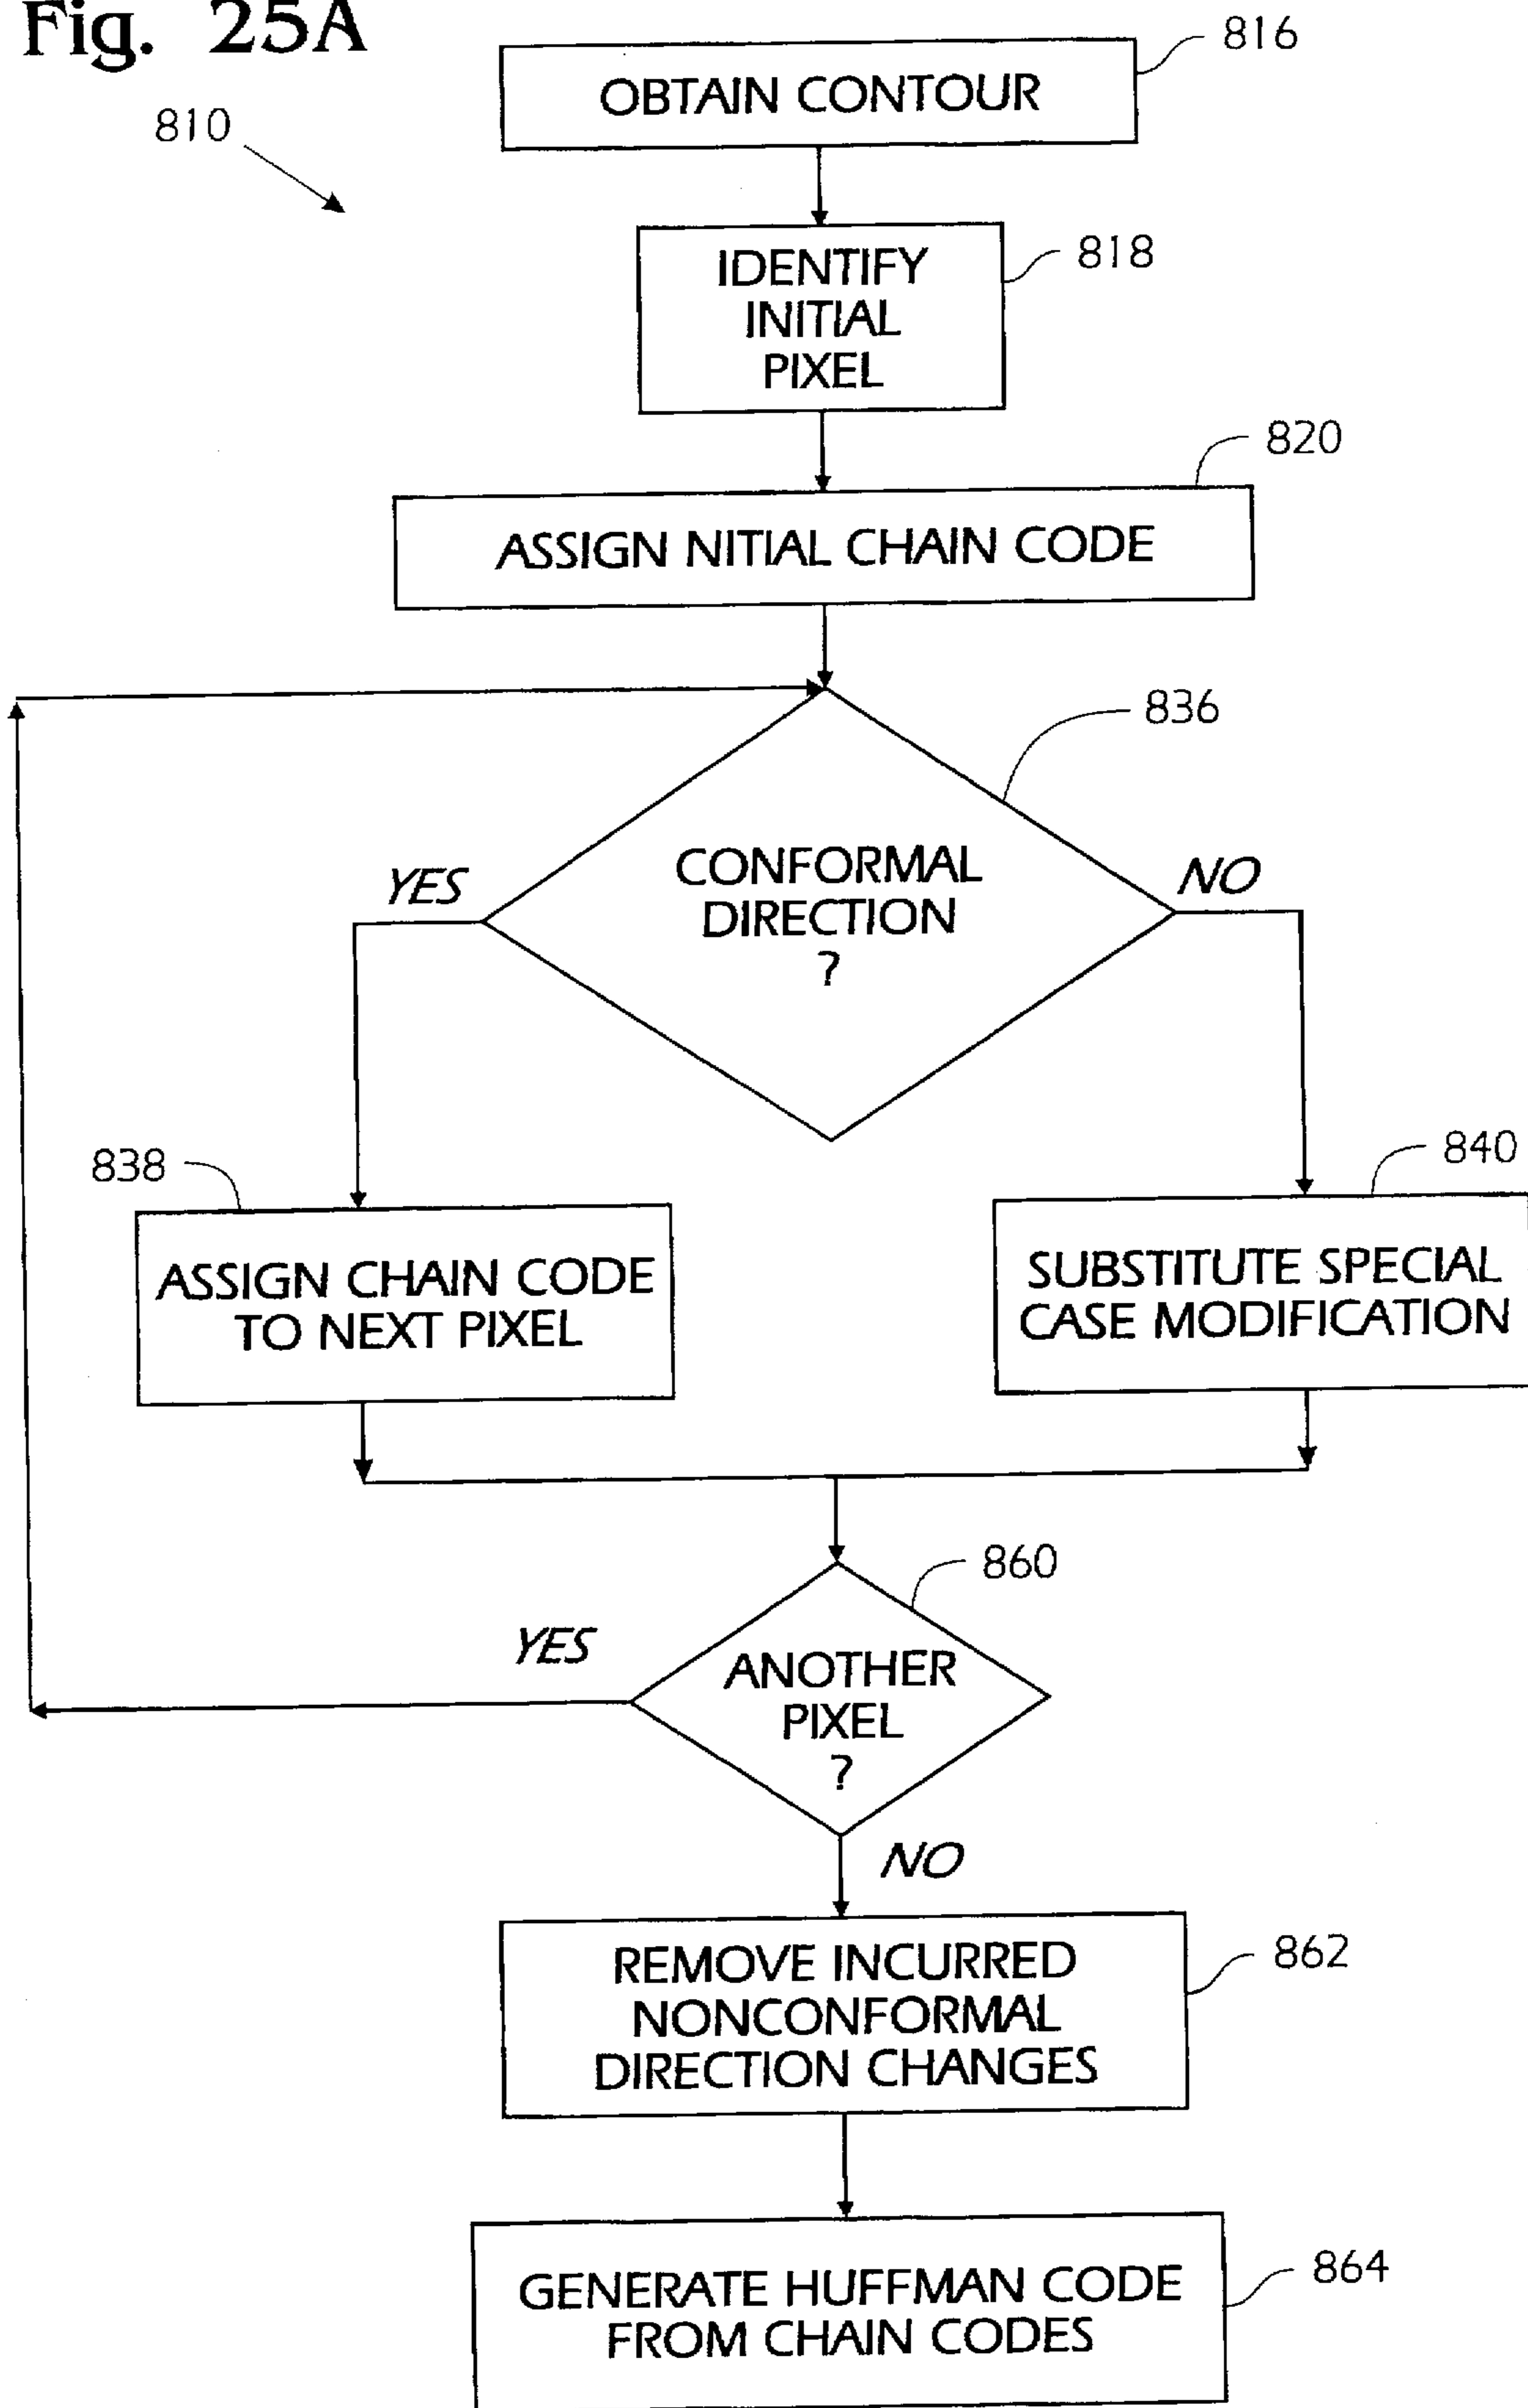 Fig. 25A
810
816
OBTAIN CONTOUR
818
IDENTIFY
INITIAL
PIXEL
820
ASSIGN NITIAL CHAIN CODE
836
CONFORMAL
DIRECTION
?
YES
NO
838
ASSIGN CHAIN CODE
TO NEXT PIXEL
840
SUBSTITUTE SPECIAL
CASE MODIFICATION
860
ANOTHER
PIXEL
?
YES
NO
862
REMOVE INCURRED
NONCONFORMAL
DIRECTION CHANGES
864
GENERATE HUFFMAN CODE
FROM CHAIN CODES